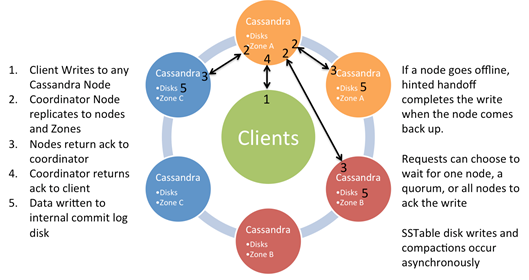 1. Client Writes to any
Cassandra Node
2. Coordinator Node
replicates to nodes
and Zones
3. Nodes return ack to
coordinator
4. Coordinator returns
ack to client
5. Data written to
internal commit log
disk
Cassandra
•Disks
•Zone A
2
2
2
4
Cassandra
•Disks 5
•Zone C
3
Cassandra
•Disks 5
•Zone A
3
1
Clients
Cassandra
•Disks
•Zone C
Cassandra
•Disks 5
•Zone B
3
Cassandra
•Disks
•Zone B
If a node goes offline,
hinted handoff
completes the write
when the node comes
back up.
Requests can choose to
wait for one node, a
quorum, or all nodes to
ack the write
SSTable disk writes and
compactions occur
asynchronously